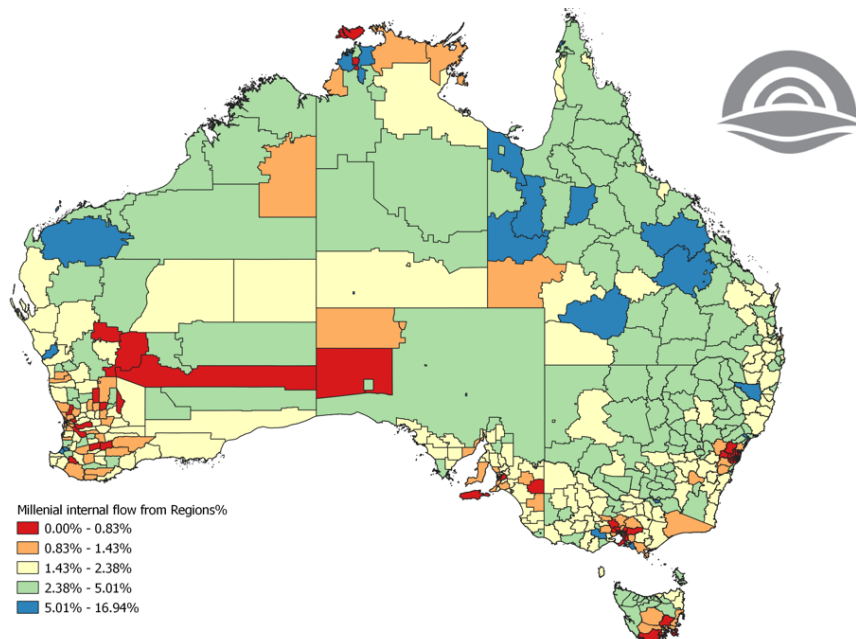 Millenial internal flow from Regions%
0.00% - 0.83%
0.83% - 1.43%
1.43% - 2.38%
2.38% - 5.01%
5.01% - 16.94%